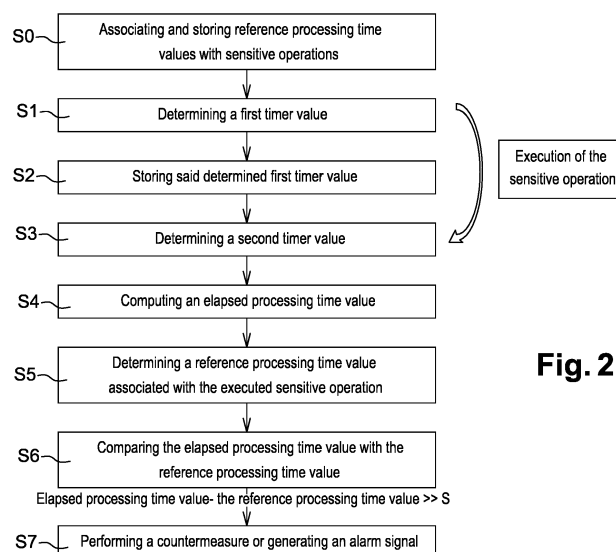 S0
Associating and storing reference processing time
values with sensitive operations
S1
Determining a first timer value
Execution of the
sensitive operation
S2
Storing said determined first timer value
S3
Determining a second timer value
S4
Computing an elapsed processing time value
S5
Determining a reference processing time value
associated with the executed sensitive operation
Fig. 2
S6
Comparing the elapsed processing time value with the
reference processing time value
Elapsed processing time value- the reference processing time value >> S
S7
Performing a countermeasure or generating an alarm signal